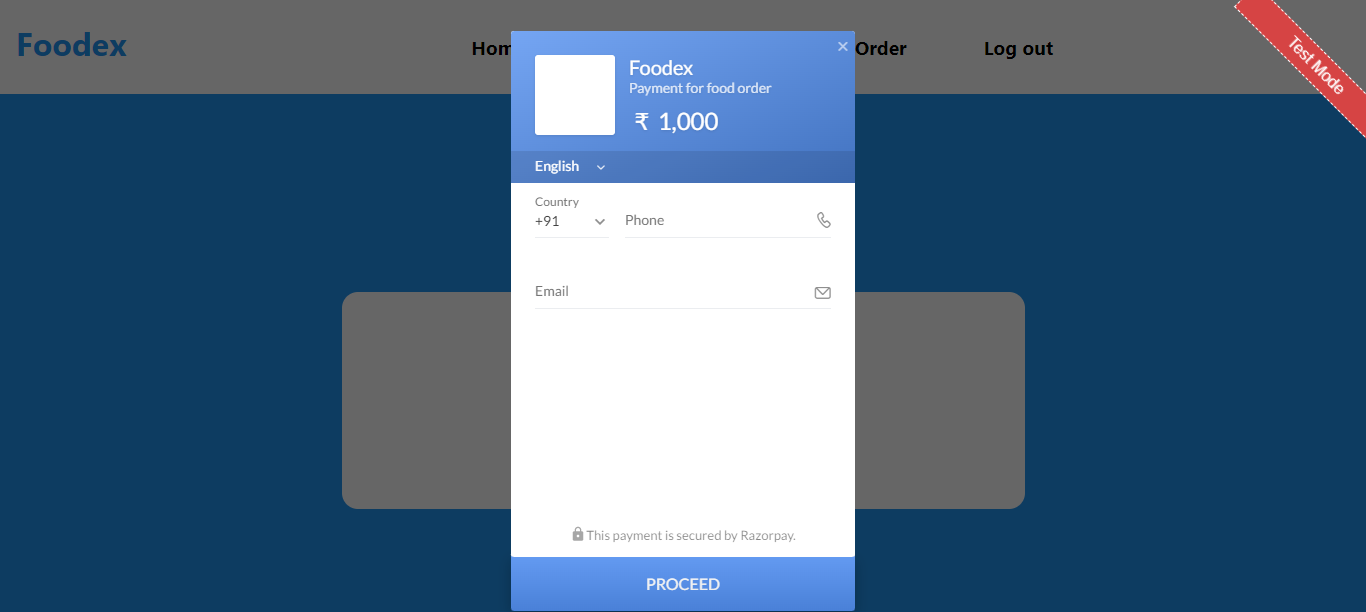 Foodex
Hom
Order
Log out
Test Mode
Foodex
Payment for food order
₹ 1,000
English
Country
+91
Phone
Email
This payment is secured by Razorpay.
PROCEED